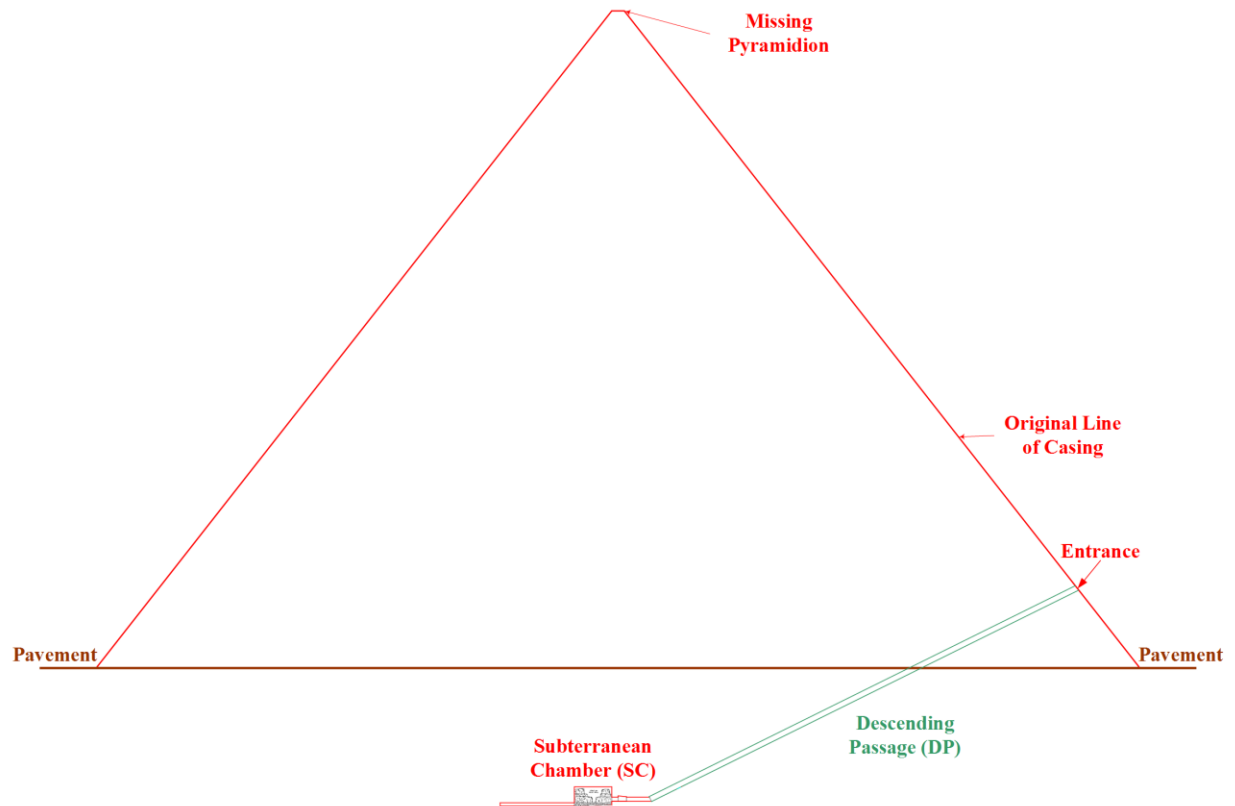 Missing
Pyramidion
Original Line
of Casing
Entrance
Pavement
Pavement
Descending
Passage (DP)
Subterranean
Chamber (SC)